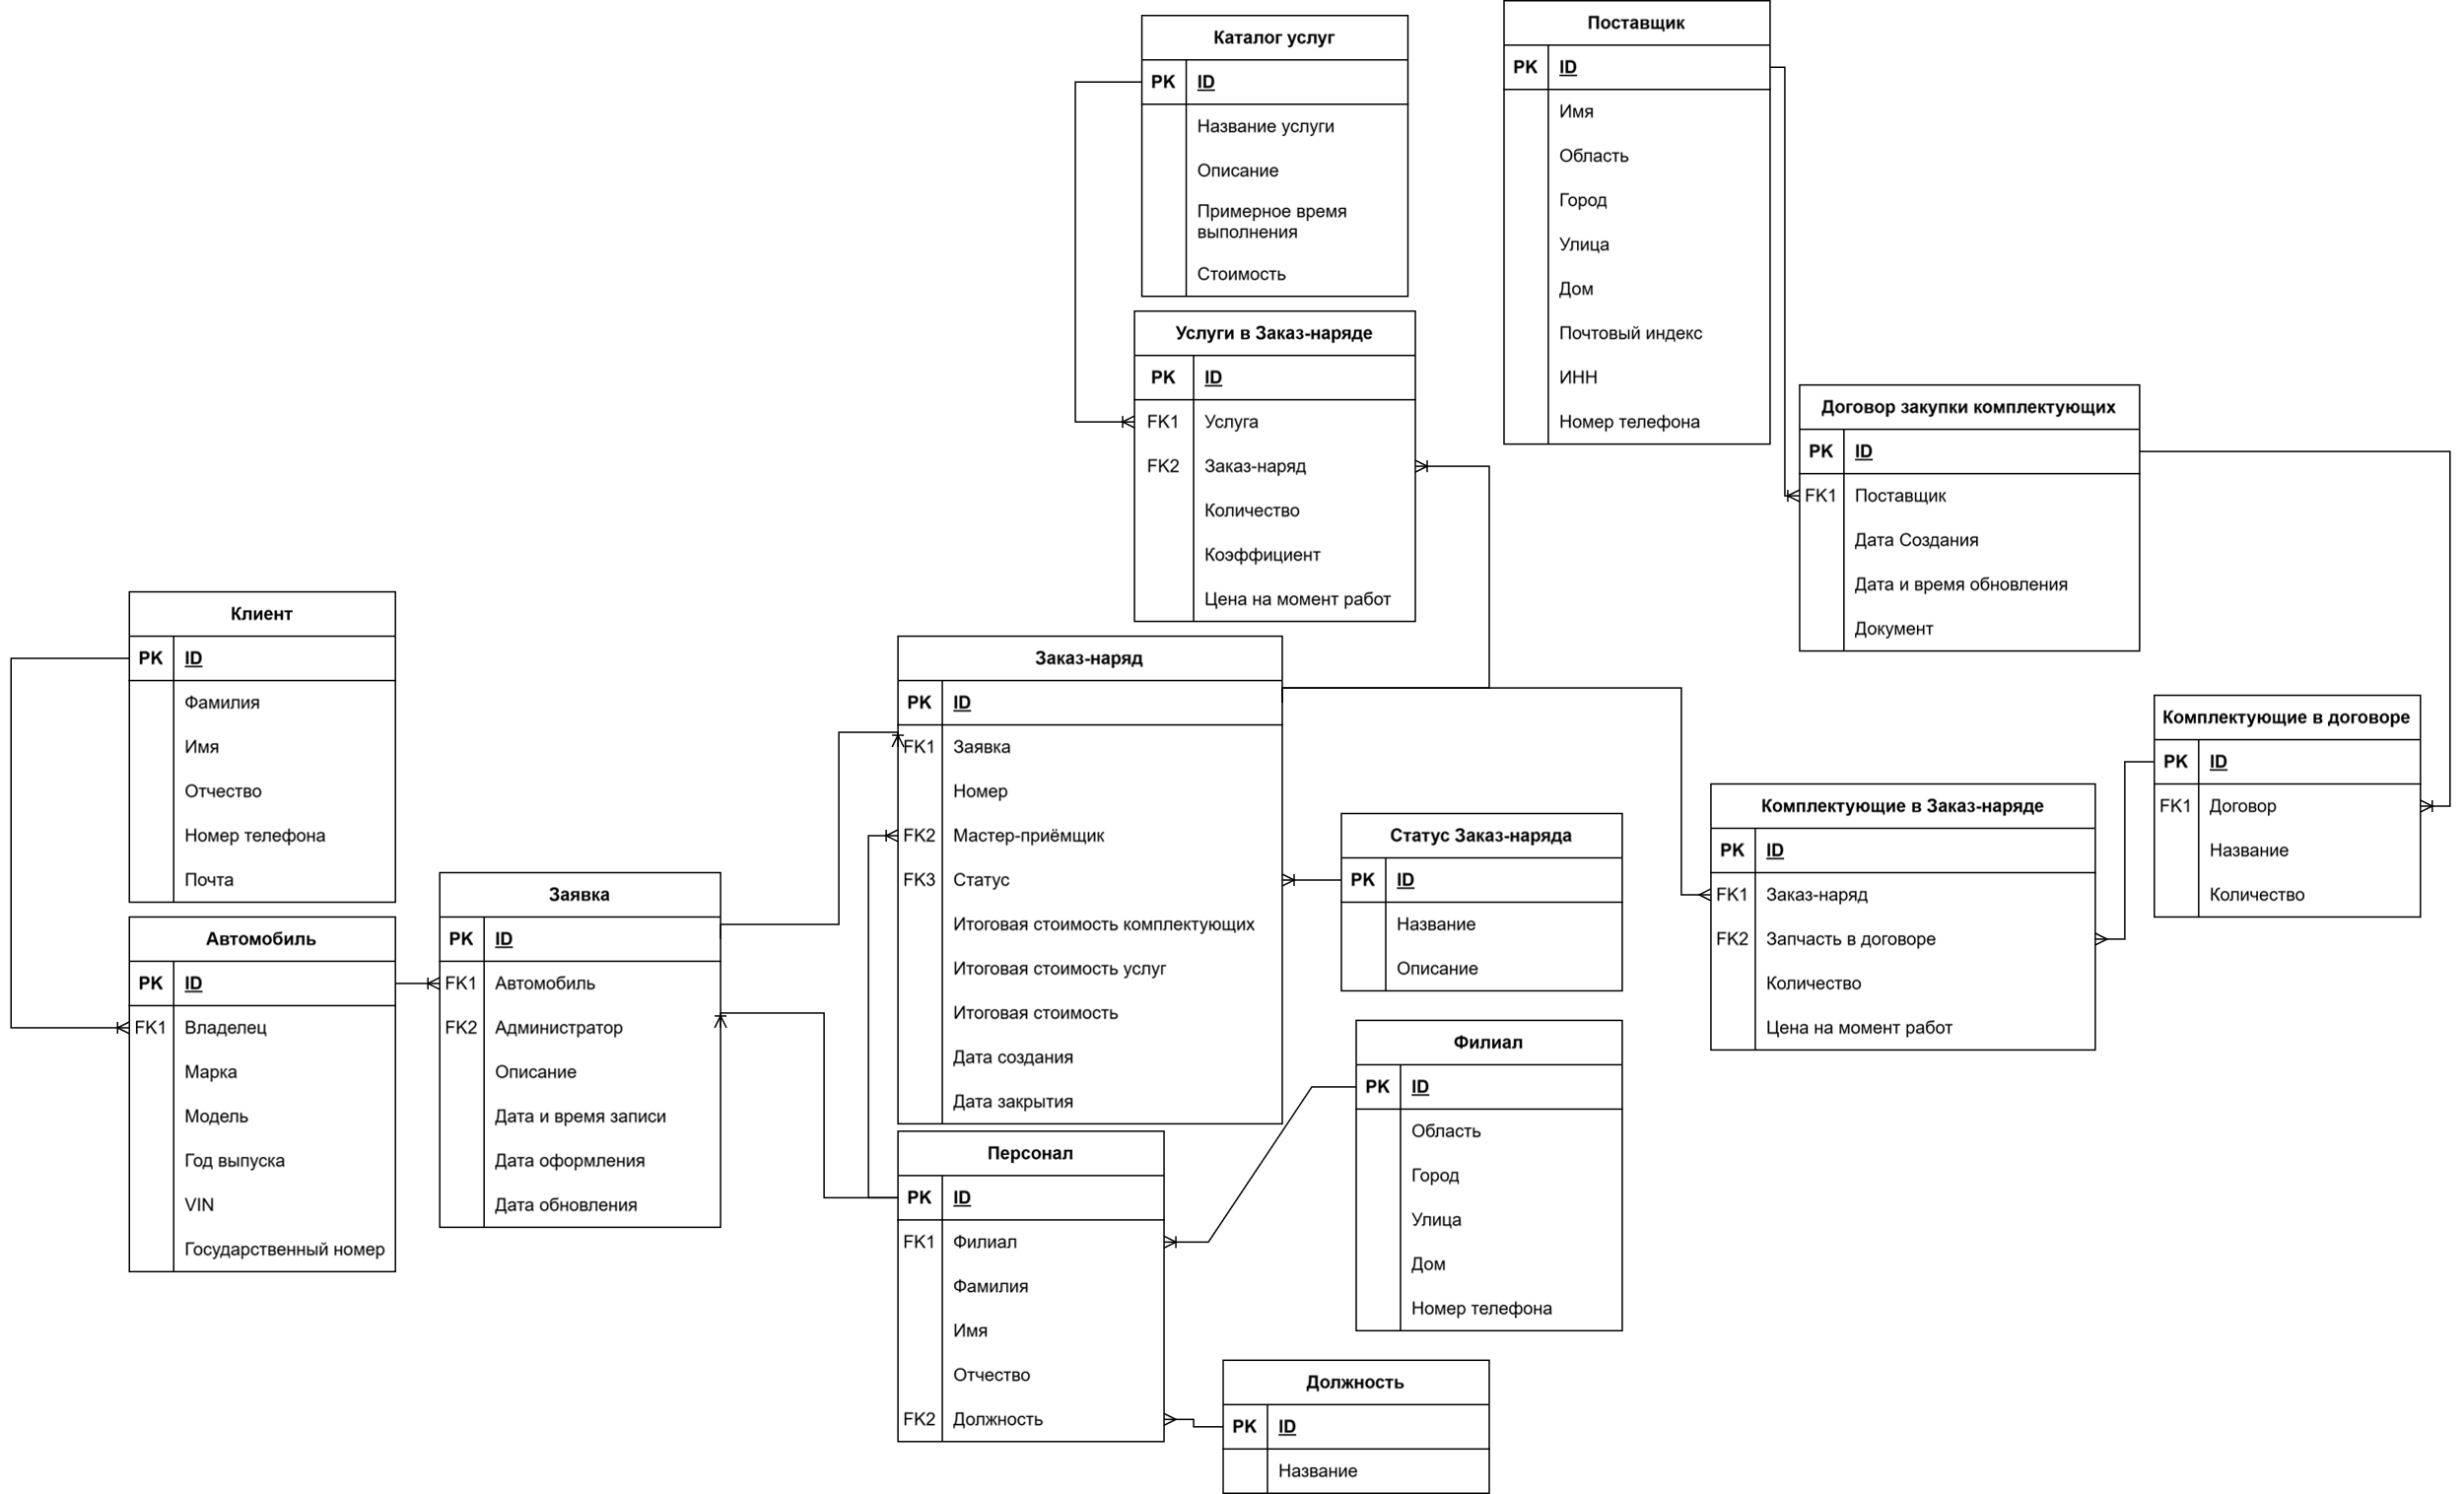 Каталог услуг
PK ID
Название услуги
Описание
Примерное время
выполнения
Стоимость
Поставщик
PK ID
Имя
Область
Город
Улица
Дом
Почтовый индекс
ИНН
Номер телефона
Услуги в Заказ-наряде
PK ID
FK1 Услуга
FK2 Заказ-наряд
Количество
Коэффициент
Цена на момент работ
Договор закупки комплектующих
PK ID
FK1 Поставщик
Дата Создания
Дата и время обновления
Документ
Клиент
PK ID
Фамилия
Имя
Отчество
Номер телефона
Почта
Автомобиль
PK ID
FK1 Владелец
Марка
Модель
Год выпуска
VIN
Государственный номер
Заявка
PK ID
FK1 Автомобиль
FK2 Администратор
Описание
Дата и время записи
Дата оформления
Дата обновления
Заказ-наряд
PK ID
FK1 Заявка
Номер
FK2 Мастер-приёмщик
FK3 Статус
Итоговая стоимость комплектующих
Итоговая стоимость услуг
Итоговая стоимость
Дата создания
Дата закрытия
Статус Заказ-наряда
PK ID
Название
Описание
Комплектующие в Заказ-наряде
PK ID
FK1 Заказ-наряд
FK2 Запчасть в договоре
Количество
Цена на момент работ
Комплектующие в договоре
PK ID
FK1 Договор
Название
Количество
Персонал
PK ID
FK1 Филиал
Фамилия
Имя
Отчество
FK2 Должность
Филиал
PK ID
Область
Город
Улица
Дом
Номер телефона
Должность
PK ID
Название